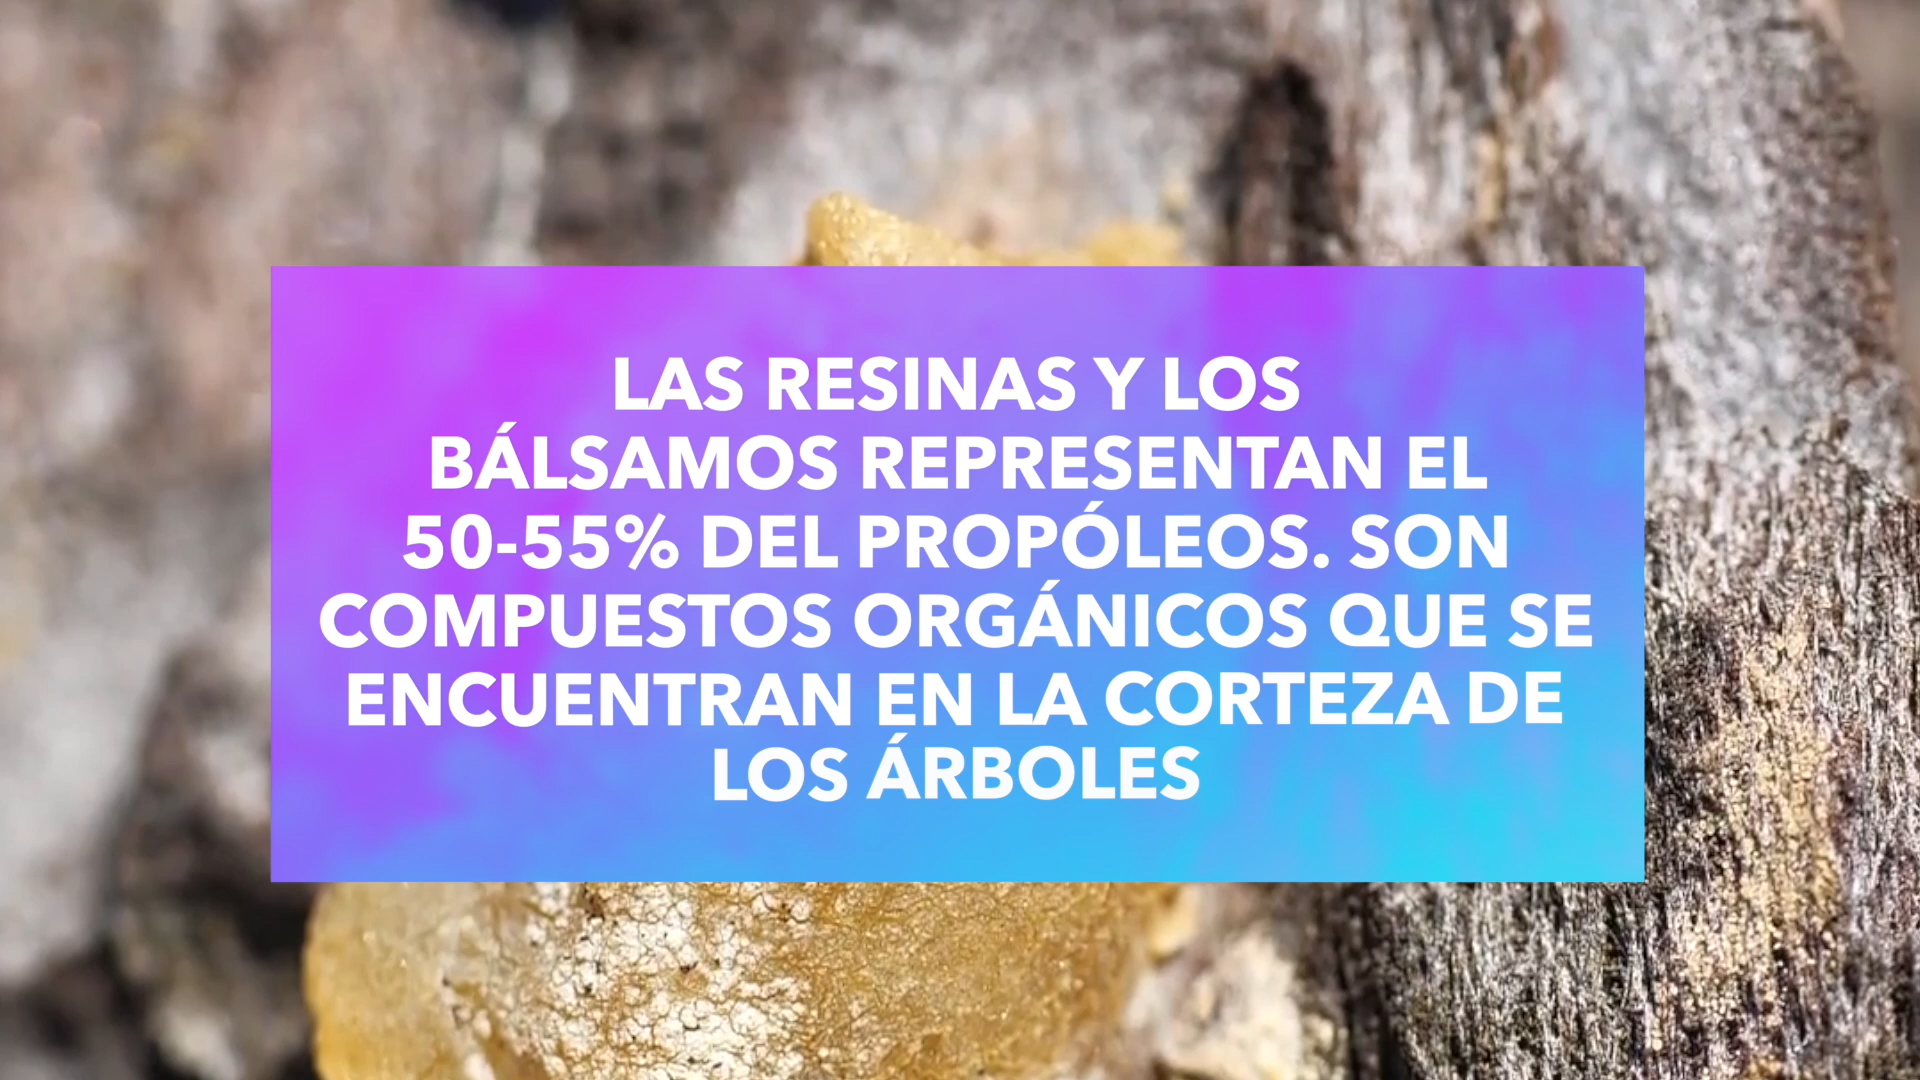 LAS RESINAS Y LOS
BÁLSAMOS REPRESENTAN EL
50-55% DEL PROPÓLEOS. SON
COMPUESTOS ORGÁNICOS QUE SE
ENCUENTRAN EN LA CORTEZA DE
LOS ÁRBOLES